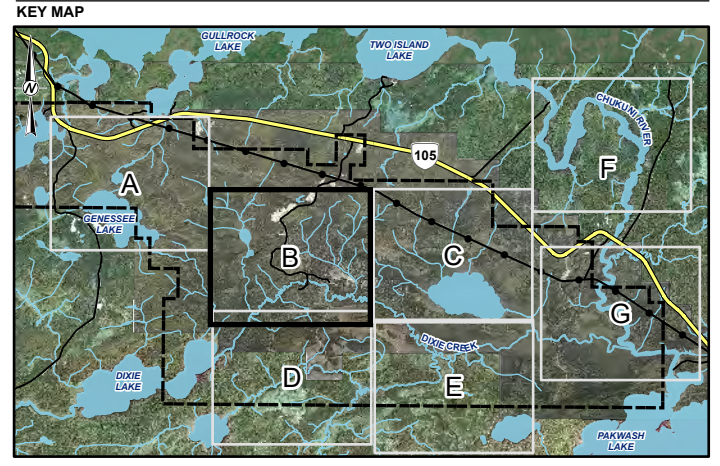 KEY MAP
GULLROCK
LAKE
TWO ISLAND
LAKE
N
CHUKUNI RIVER
105
F
A
GENESSEE
LAKE
B
C
G
DIXIE CREEK
DIXIE
LAKE
D
E
PAKWASH
LAKE